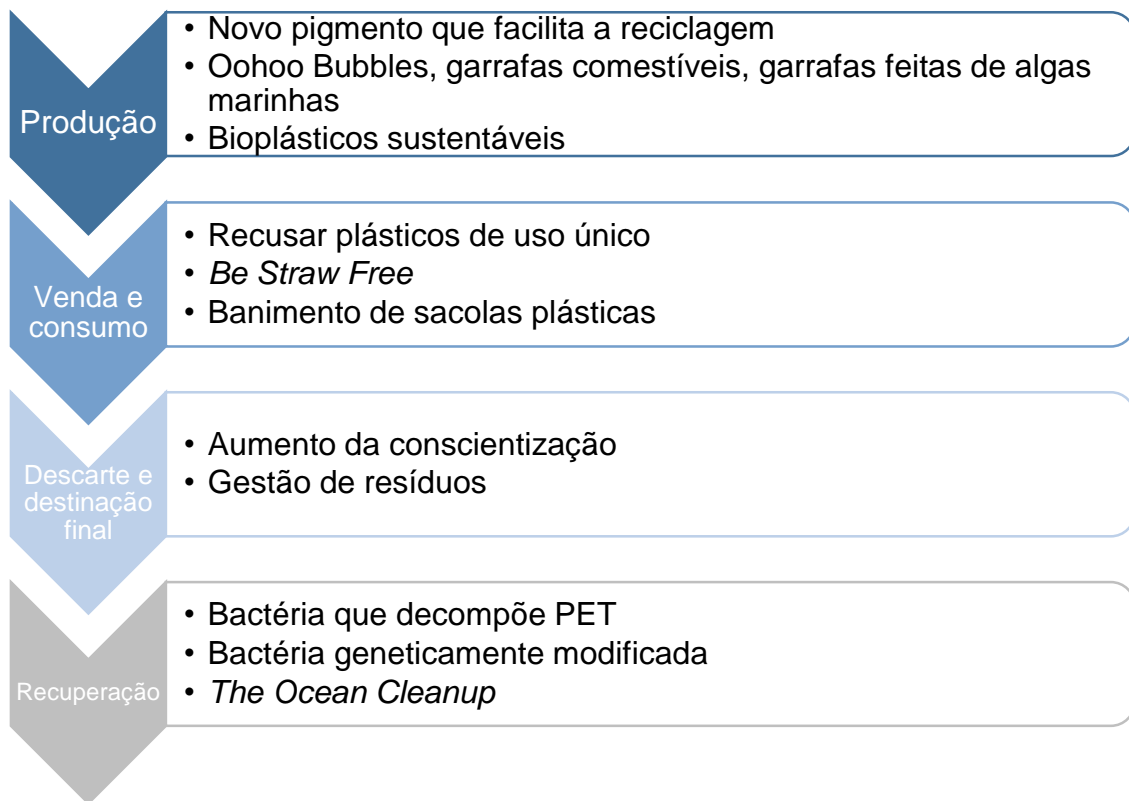 Produção
• Novo pigmento que facilita a reciclagem
• Oohoo Bubbles, garrafas comestíveis, garrafas feitas de algas
marinhas
• Bioplásticos sustentáveis
Venda e
consumo
• Recusar plásticos de uso único
• Be Straw Free
• Banimento de sacolas plásticas
Descarte e
destinação
final
• Aumento da conscientização
• Gestão de resíduos
Recuperação
• Bactéria que decompõe PET
• Bactéria geneticamente modificada
• The Ocean Cleanup